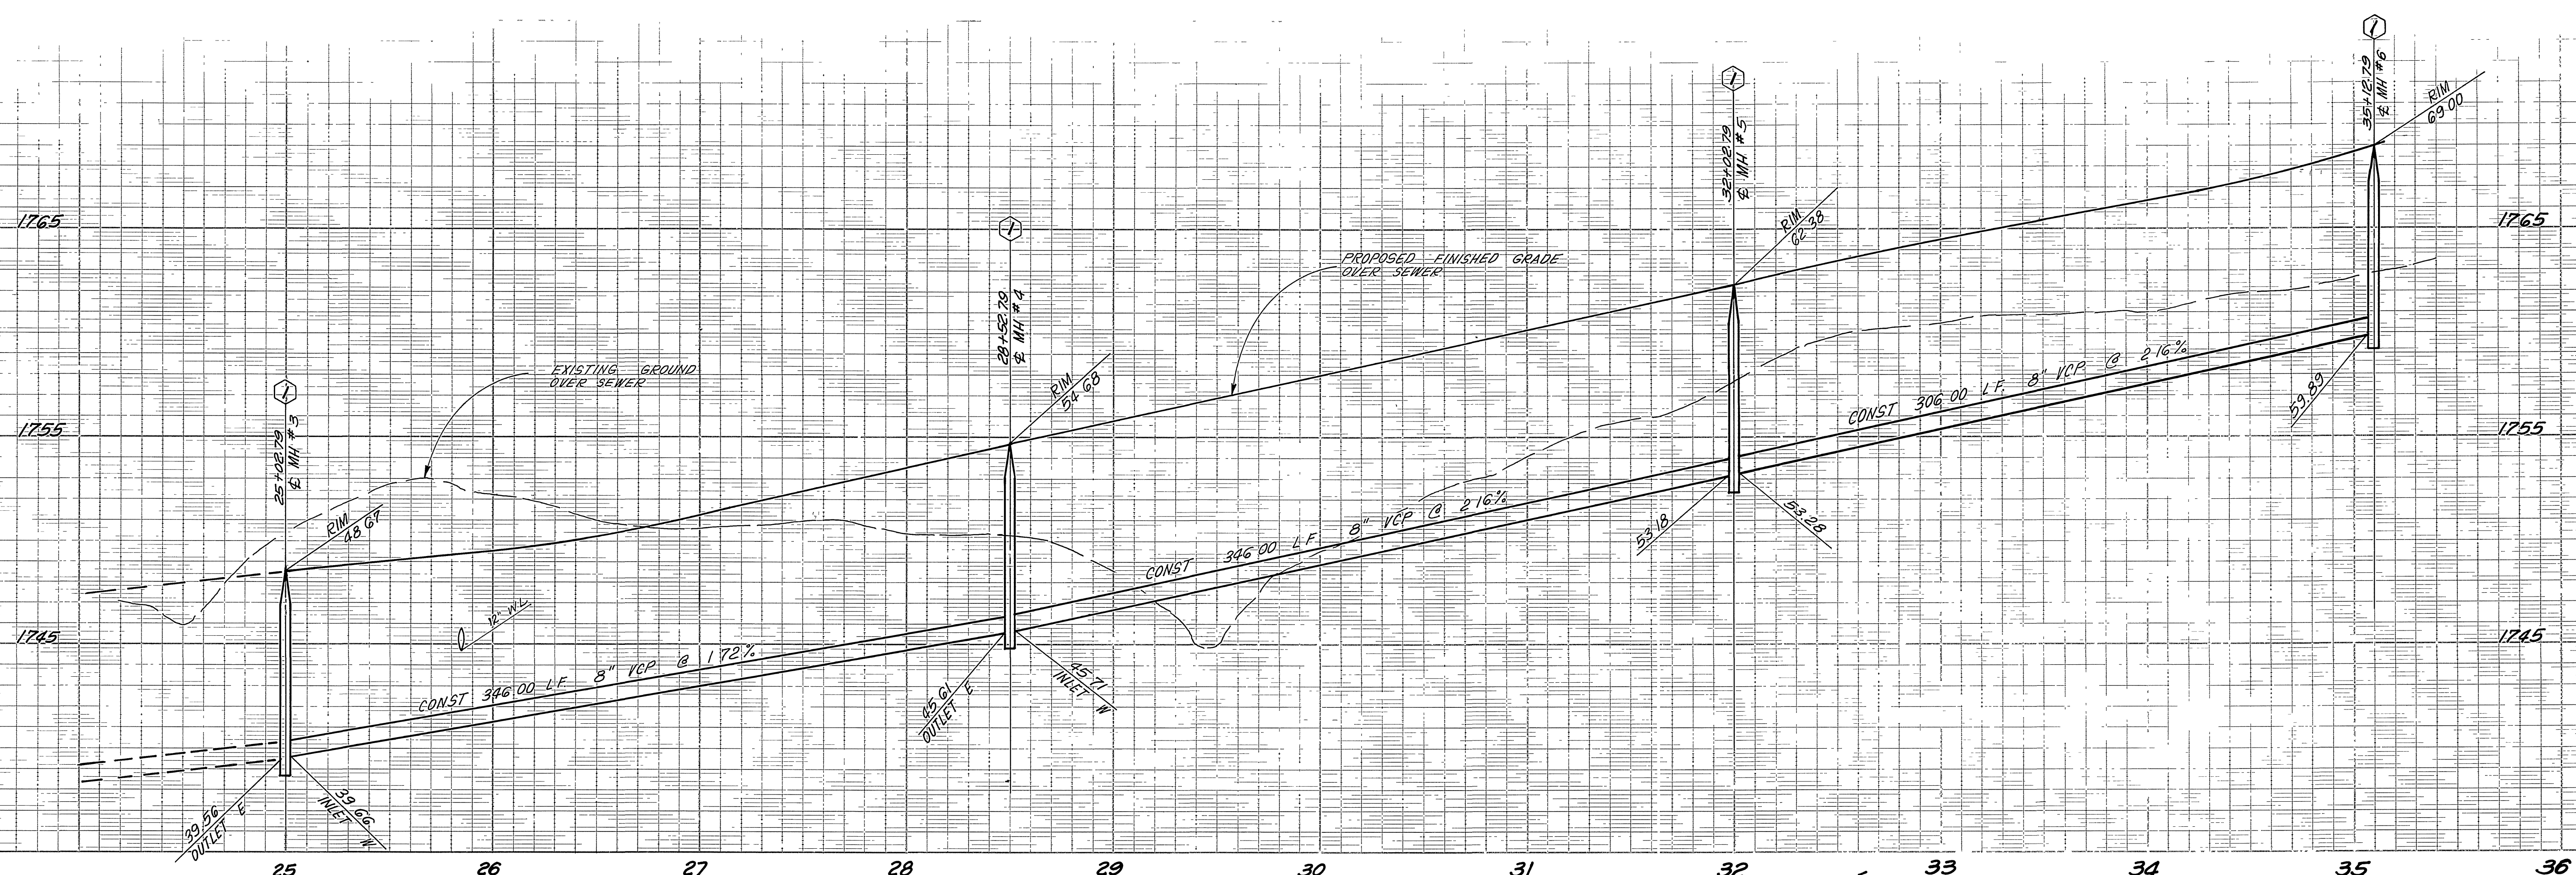 1
35+12.79
℄ MH #6
RIM
69.00
1
32+02.79
℄ MH #5
RIM
62.38
1765
1765
1
28+52.79
℄ MH #4
RIM
54.68
PROPOSED FINISHED GRADE
OVER SEWER
EXISTING GROUND
OVER SEWER
1
25+02.79
℄ MH #3
RIM
48.67
1755
1755
CONST 306.00 L.F. 8" VCP @ 2.16%
59.89
CONST 346.00 L.F. 8" VCP @ 2.16%
53.18
53.28
12" W.L.
1745
1745
CONST 346.00 L.F. 8" VCP @ 1.72%
45.61
OUTLET E
45.71
INLET W
39.56
OUTLET E
39.66
INLET W
25 26 27 28 29 30 31 32 33 34 35 36